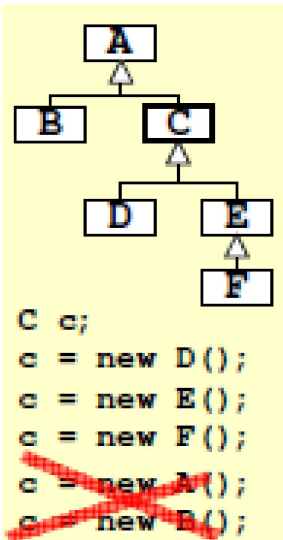 A
B C
D E
F
C c;
c = new D();
c = new E();
c = new F();
c = new A();
c = new B();